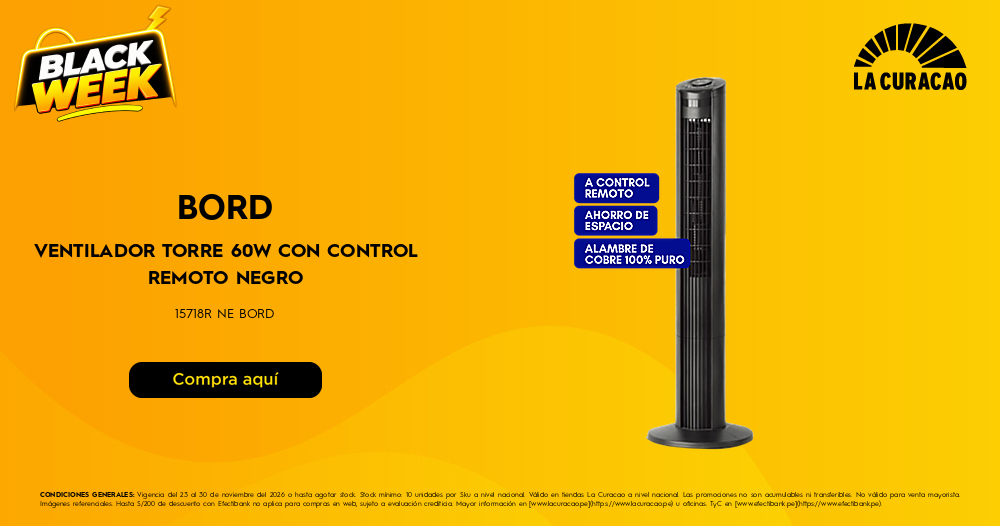 BLACK
WEEK
LA CURACAO
BORD
VENTILADOR TORRE 60W CON CONTROL
REMOTO NEGRO
15718R NE BORD
Compra aquí
A CONTROL
REMOTO
AHORRO DE
ESPACIO
ALAMBRE DE
COBRE 100% PURO
CONDICIONES GENERALES: Vigencia del 23 al 30 de noviembre del 2026 o hasta agotar stock. Stock mínimo: 10 unidades por Sku a nivel nacional. Válido en tiendas La Curacao a nivel nacional. Las promociones no son acumulables ni transferibles. No válido para venta mayorista.
Imágenes referenciales. Hasta S/200 de descuento con Efectibank no aplica para compras en web, sujeto a evaluación crediticia. Mayor información en [www.lacuracao.pe](https://www.lacuracao.pe) u oficinas. TyC en [www.efectibank.pe](https://www.efectibank.pe).